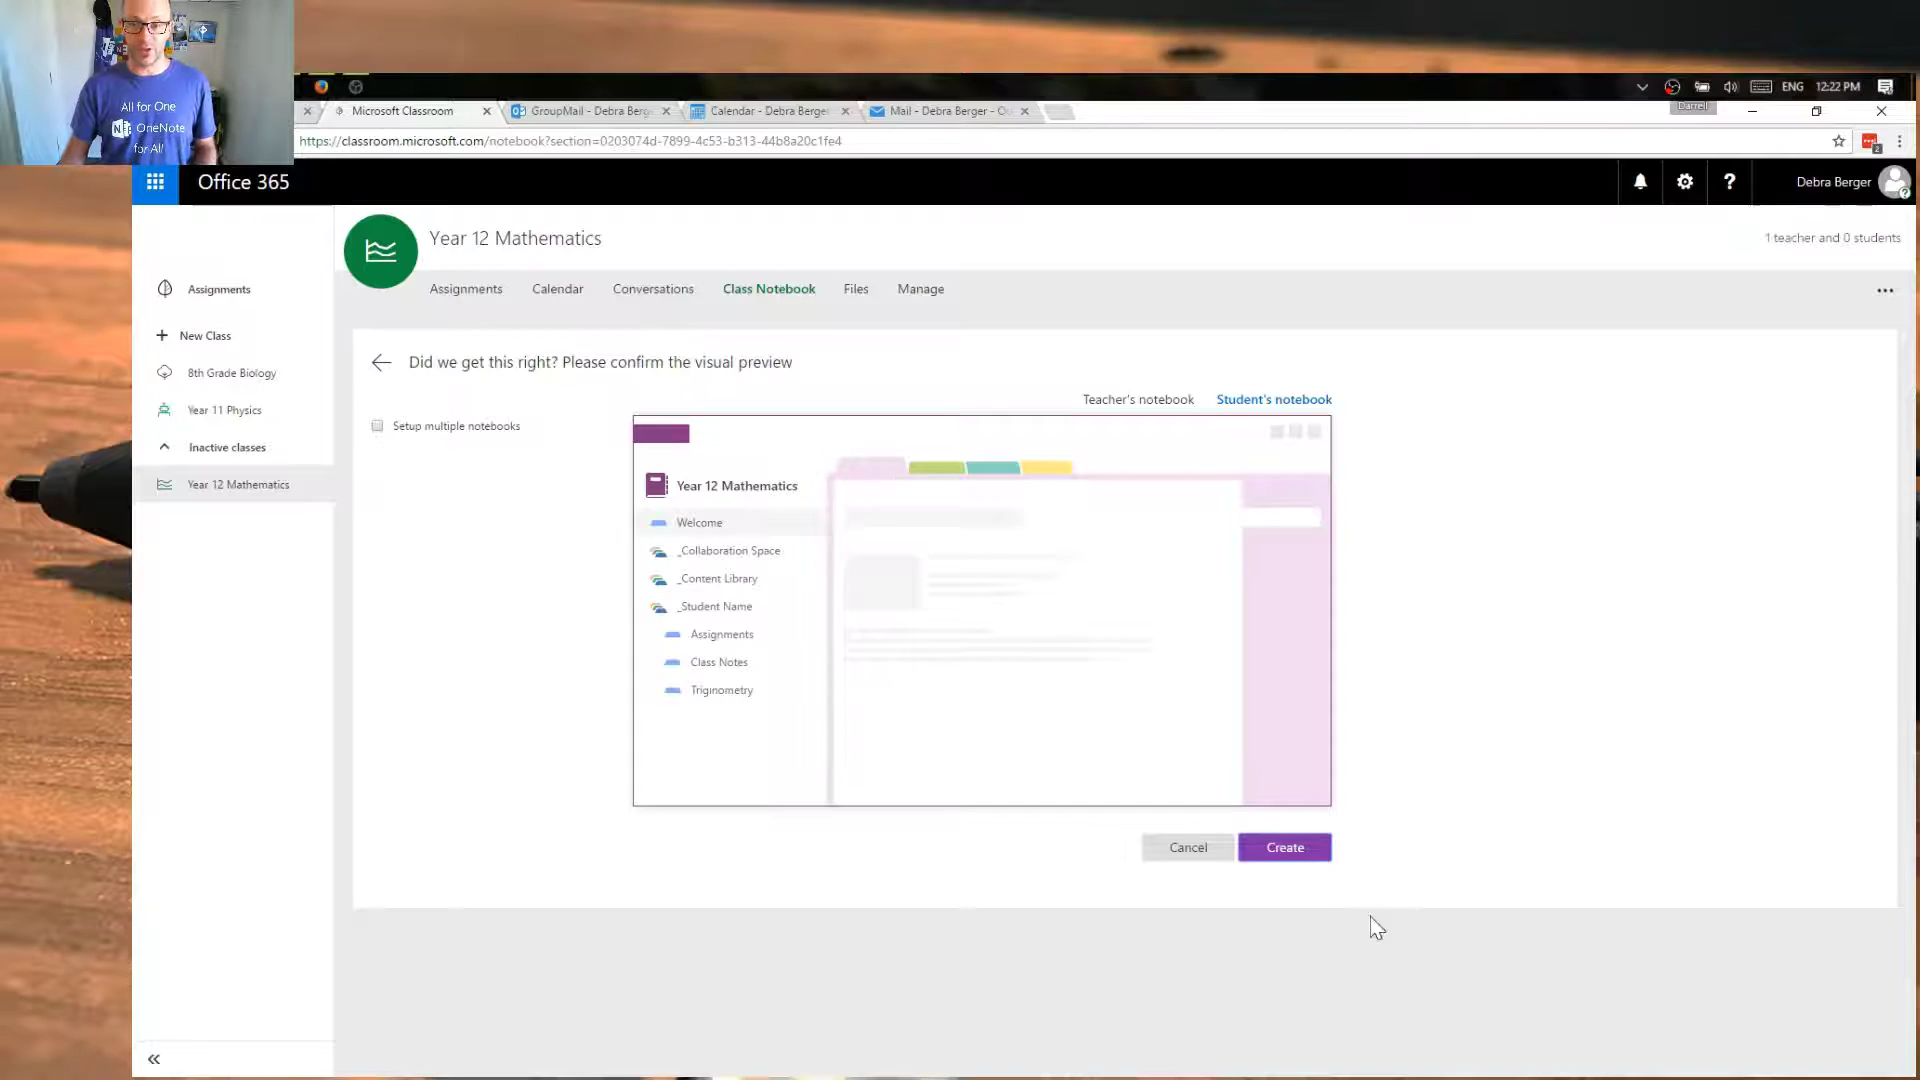 All for One
OneNote
for All
ENG 12:22 PM
Darrell
Microsoft Classroom
GroupMail - Debra Berg
Calendar - Debra Berger
Mail - Debra Berger - O
https://classroom.microsoft.com/notebook?section=0203074d-7899-4c53-b313-44b8a20c1fe4
2
Office 365
?
Debra Berger
Year 12 Mathematics
1 teacher and 0 students
Assignments
Calendar
Conversations
Class Notebook
Files
Manage
Assignments
New Class
8th Grade Biology
Year 11 Physics
Inactive classes
Year 12 Mathematics
Did we get this right? Please confirm the visual preview
Setup multiple notebooks
Teacher's notebook
Student's notebook
Year 12 Mathematics
Welcome
_Collaboration Space
_Content Library
_Student Name
Assignments
Class Notes
Triginometry
Cancel
Create